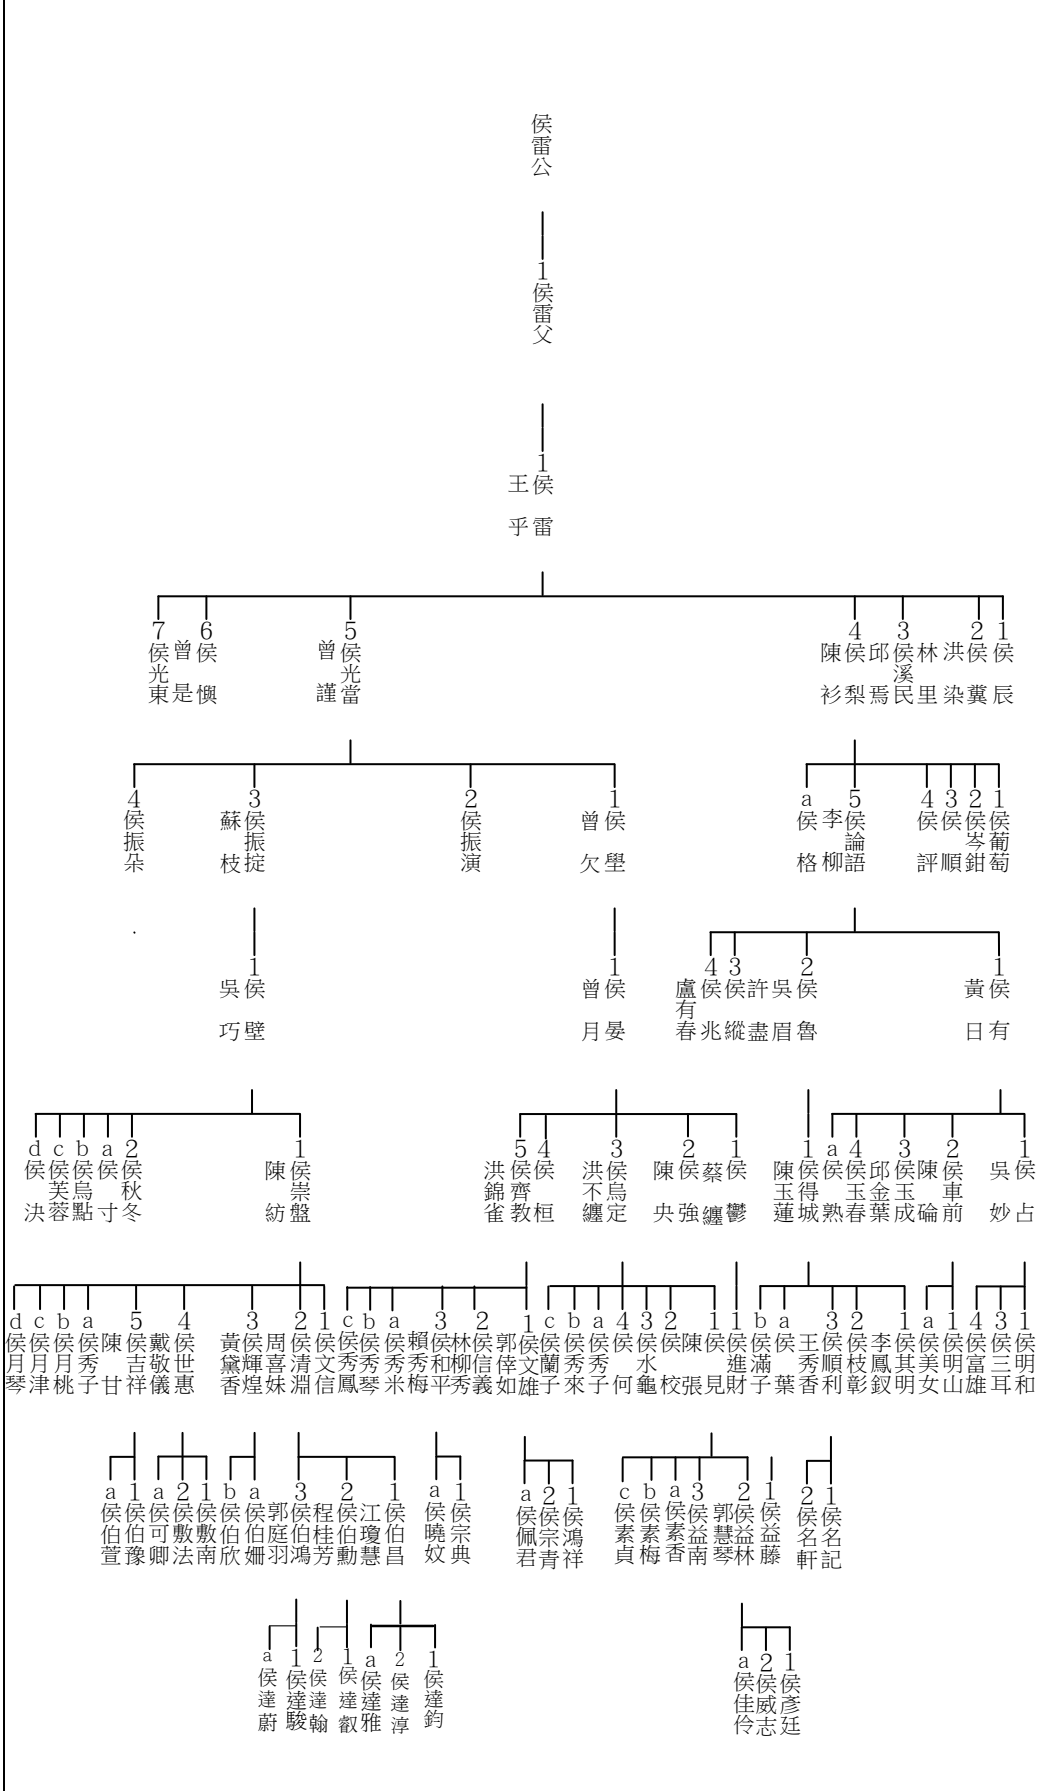 侯雷公
1侯雷父
1侯 雷
王 乎
1侯 辰
2侯 糞
洪 染
林 里
3侯溪民
邱 焉
4侯 梨
陳 衫
5侯光當
曾 謹
6侯 懊
曾 是
7侯光東
1侯葡萄
2侯岑鉗
3侯 順
4侯 評
5侯論語
李 柳
a侯 格
1侯 壆
曾 欠
2侯振演
3侯振掟
蘇 枝
4侯振朵
1侯 有
黃 日
2侯 魯
吳 眉
許 盡
3侯 縱
4侯 兆
盧有春
1侯 晏
曾 月
1侯 壁
吳 巧
1侯 占
吳 妙
2侯車前
陳 碖
3侯玉成
邱金葉
4侯玉春
a侯 熟
1侯得城
陳玉蓮
1侯 鬱
蔡 纏
2侯 強
陳 央
3侯烏定
洪不纏
4侯 桓
5侯齊教
洪錦雀
1侯崇盤
陳 紡
2侯秋冬
a侯 寸
b侯烏點
c侯芙蓉
d侯 決
1侯明和
3侯三耳
4侯富雄
1侯明山
a侯美女
1侯其明
李鳳釵
2侯枝彰
3侯順利
王秀香
a侯 葉
b侯滿子
1侯進財
1侯 見
陳 張
2侯 校
3侯水龜
4侯 何
a侯秀子
b侯秀來
c侯蘭子
1侯文雄
郭倖如
2侯信義
林柳秀
3侯和平
賴秀梅
a侯秀米
b侯秀琴
c侯秀鳳
1侯文信
2侯清淵
周喜妹
3侯輝煌
黃黛香
4侯世惠
戴敬儀
5侯吉祥
陳 甘
a侯秀子
b侯月桃
c侯月津
d侯月琴
1侯名記
2侯名軒
1侯益藤
2侯益林
郭慧琴
3侯益南
a侯素香
b侯素梅
c侯素貞
1侯鴻祥
2侯宗青
a侯佩君
1侯宗典
a侯曉妏
1侯伯昌
江瓊慧
2侯伯勳
程桂芳
3侯伯鴻
郭庭羽
a侯伯姍
b侯伯欣
1侯敷南
2侯敷法
a侯可卿
1侯伯豫
a侯伯萱
1侯彥廷
2侯威志
a侯佳伶
1侯達鈞
2侯達淳
a侯達雅
1侯達叡
2侯達翰
1侯達駿
a侯達蔚